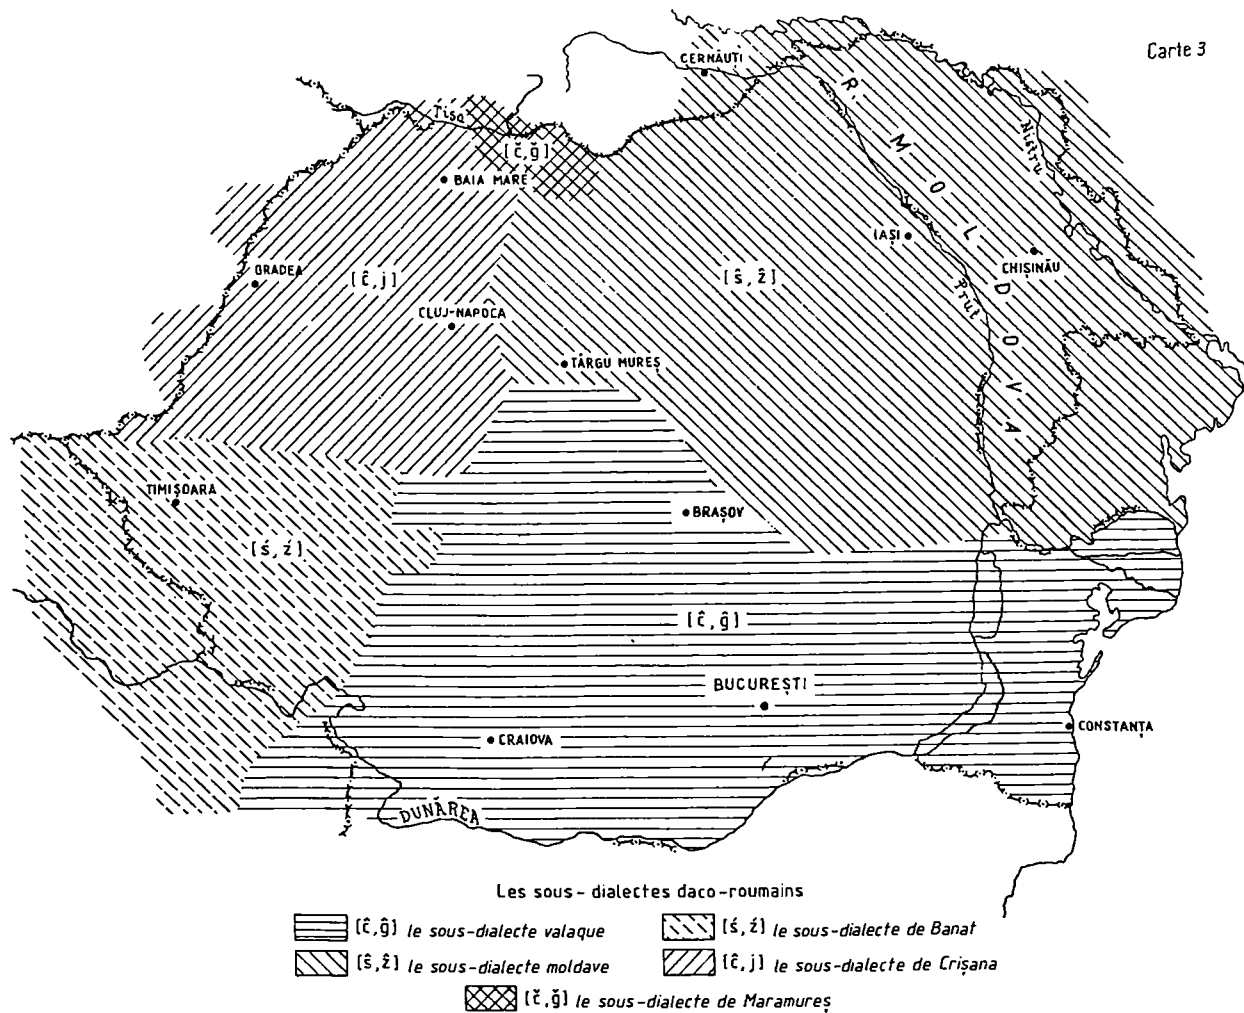 Carte 3
CERNĂUȚI
Tisa
[č,ğ]
BAIA MARE
R. MOLDOVA
Nistru
IAȘI
CHIȘINĂU
ORADEA
[ĉ,j]
[ŝ,ẑ]
Prut
CLUJ-NAPOCA
TÂRGU MUREȘ
TIMIȘOARA
BRAȘOV
[ś,ź]
[ĉ,ĝ]
BUCUREȘTI
CRAIOVA
CONSTANȚA
DUNĂREA
Les sous-dialectes daco-roumains
[ĉ,ĝ] le sous-dialecte valaque
[ś,ź] le sous-dialecte de Banat
[ŝ,ẑ] le sous-dialecte moldave
[ĉ,j] le sous-dialecte de Crișana
[č,ğ] le sous-dialecte de Maramureș